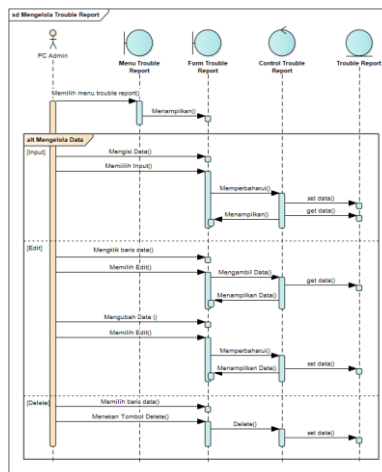 sd Mengelola Trouble Report
PC Admin
Menu Trouble
Report
Form Trouble
Report
Control Trouble
Report
Trouble Report
Memilih menu trouble report()
Menampilkan()
alt Mengelola Data
[Input]
Mengisi Data()
Memiilih Input()
Memperbaharui()
set data()
Menampilkan()
get data()
[Edit]
Mengklik baris data()
Memilih Edit()
Mengambil Data()
get data()
Menampilkan Data()
Mengubah Data ()
Memilih Edit()
Memperbaharui()
Menampilkan Data()
set data()
[Delete]
Memilih baris data()
Menekan Tombol Delete()
Delete()
set data()